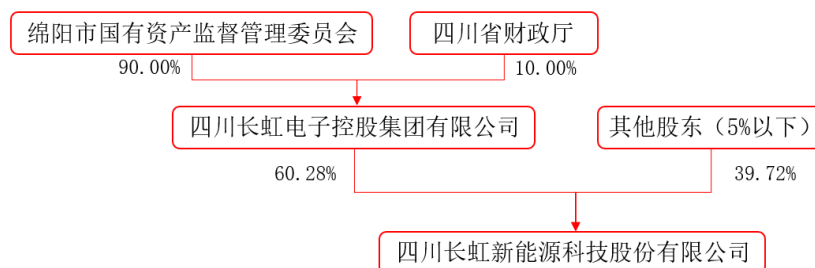 绵阳市国有资产监督管理委员会
四川省财政厅
90.00%
10.00%
四川长虹电子控股集团有限公司
其他股东（5%以下）
60.28%
39.72%
四川长虹新能源科技股份有限公司